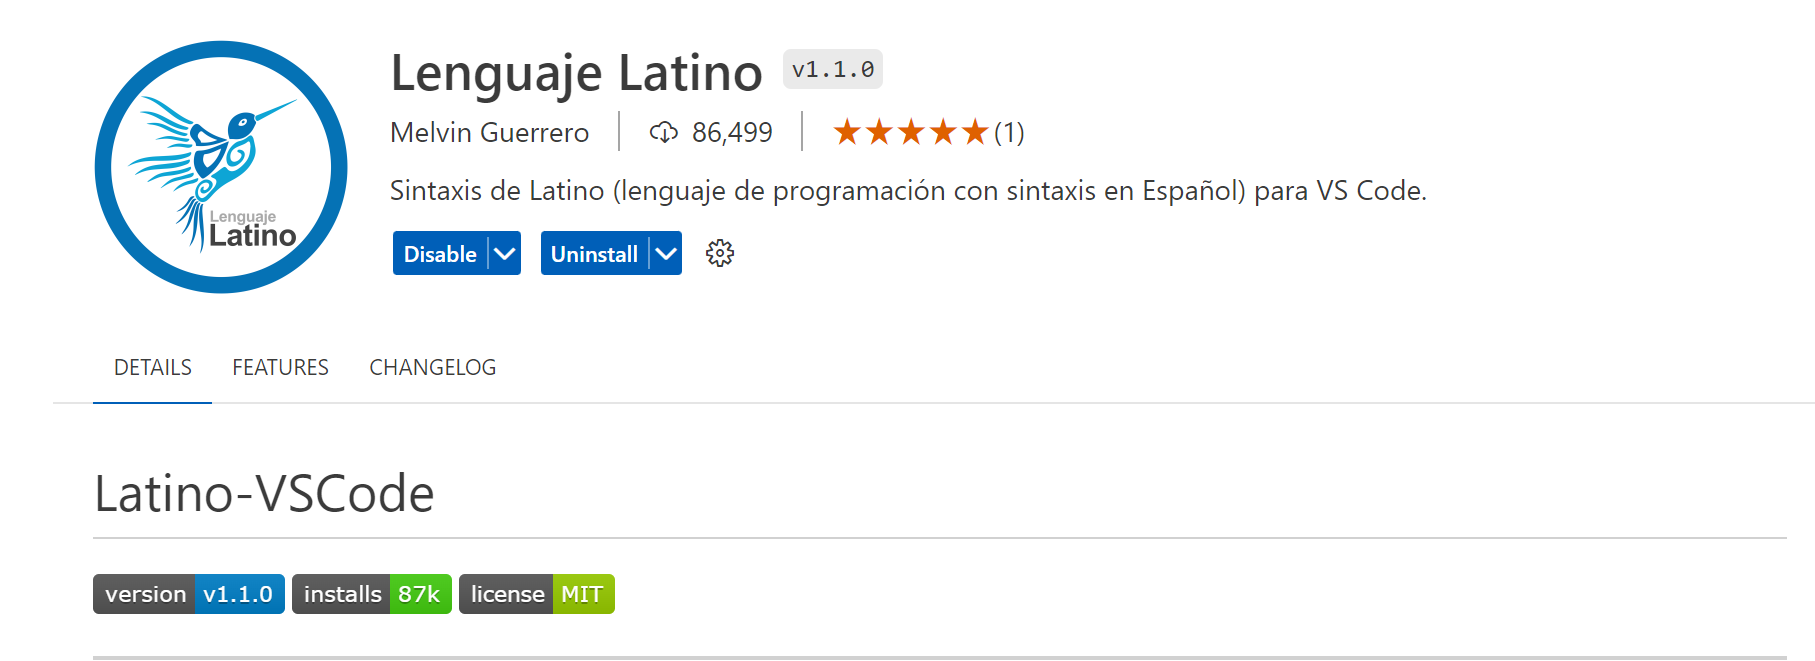 Lenguaje
Latino
Lenguaje Latino v1.1.0
Melvin Guerrero 86,499 (1)
Sintaxis de Latino (lenguaje de programación con sintaxis en Español) para VS Code.
Disable Uninstall
DETAILS FEATURES CHANGELOG
Latino-VSCode
version v1.1.0 installs 87k license MIT